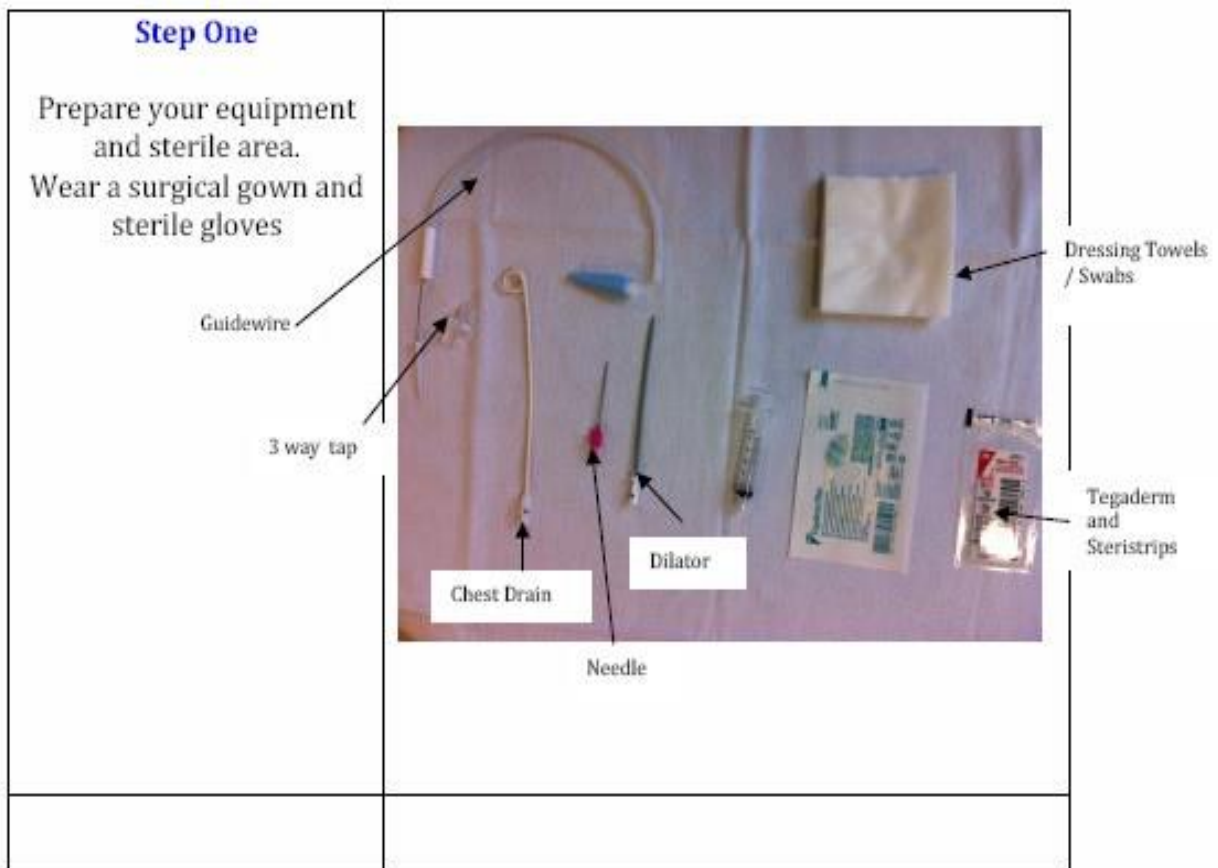 Step One
Prepare your equipment
and sterile area.
Wear a surgical gown and
sterile gloves
Guidewire
3 way tap
Chest Drain
Needle
Dilator
Dressing Towels
/ Swabs
Tegaderm
and
Steristrips